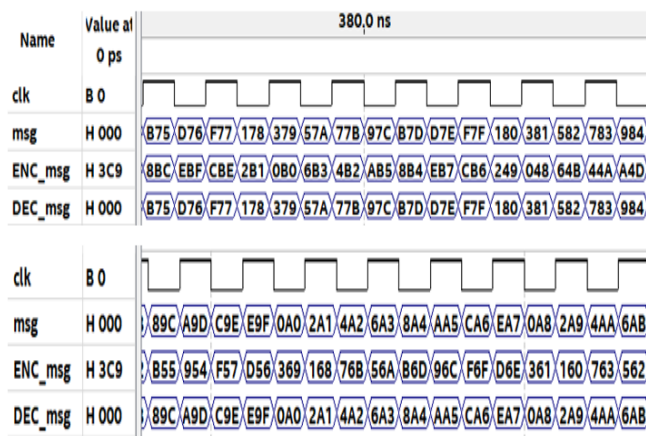 Name Value at 0 ps 380,0 ns
clk B 0
msg H 000 B75 D76 F77 178 379 57A 77B 97C B7D D7E F7F 180 381 582 783 984
ENC_msg H 3C9 8BC EBF CBE 2B1 0B0 6B3 4B2 AB5 8B4 EB7 CB6 249 048 64B 44A A4D
DEC_msg H 000 B75 D76 F77 178 379 57A 77B 97C B7D D7E F7F 180 381 582 783 984
clk B 0
msg H 000 89C A9D C9E E9F 0A0 2A1 4A2 6A3 8A4 AA5 CA6 EA7 0A8 2A9 4AA 6AB
ENC_msg H 3C9 B55 954 F57 D56 369 168 76B 56A B6D 96C F6F D6E 361 160 763 562
DEC_msg H 000 89C A9D C9E E9F 0A0 2A1 4A2 6A3 8A4 AA5 CA6 EA7 0A8 2A9 4AA 6AB